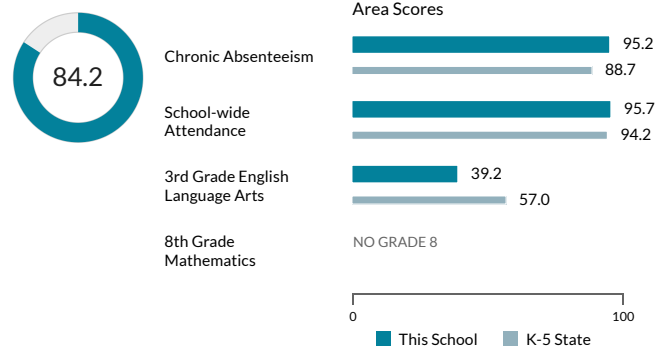 84.2
Area Scores
Chronic Absenteeism
95.2
88.7
School-wide
Attendance
95.7
94.2
3rd Grade English
Language Arts
39.2
57.0
8th Grade
Mathematics
NO GRADE 8
0
100
This School
K-5 State